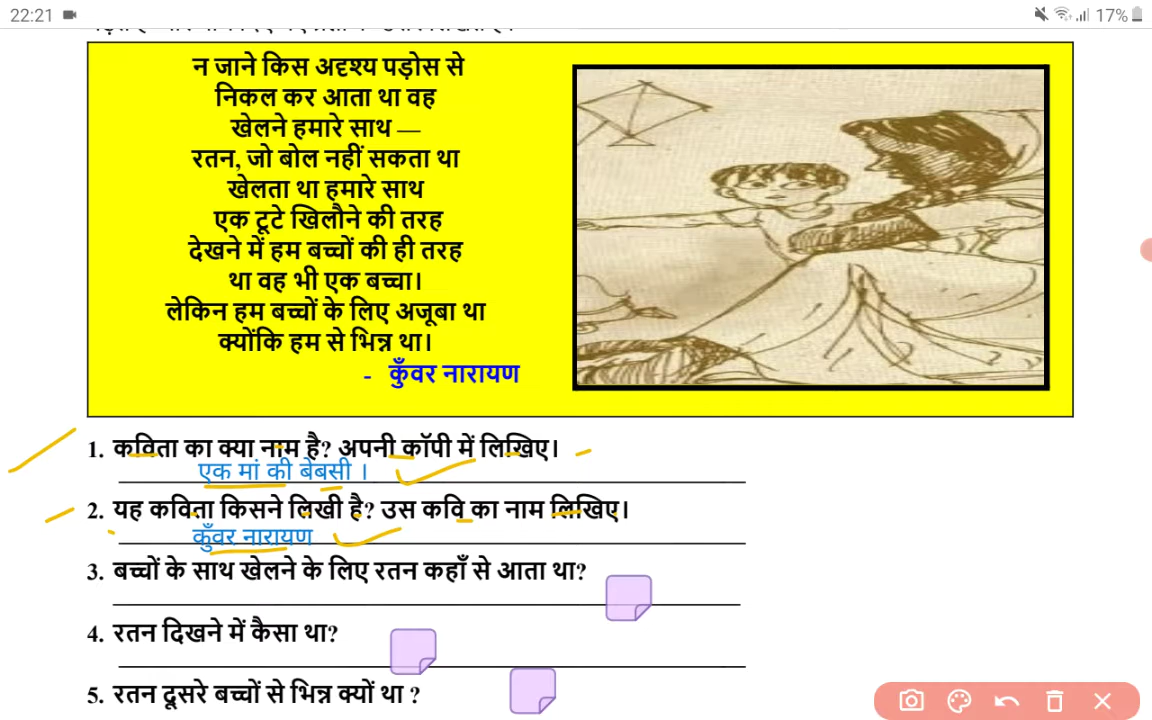 22:21
17%
न जाने किस अदृश्य पड़ोस से
निकल कर आता था वह
खेलने हमारे साथ —
रतन, जो बोल नहीं सकता था
खेलता था हमारे साथ
एक टूटे खिलौने की तरह
देखने में हम बच्चों की ही तरह
था वह भी एक बच्चा।
लेकिन हम बच्चों के लिए अजूबा था
क्योंकि हम से भिन्न था।
- कुँवर नारायण
1. कविता का क्या नाम है? अपनी कॉपी में लिखिए।
एक मां की बेबसी ।
2. यह कविता किसने लिखी है? उस कवि का नाम लिखिए।
कुँवर नारायण
3. बच्चों के साथ खेलने के लिए रतन कहाँ से आता था?
4. रतन दिखने में कैसा था?
5. रतन दूसरे बच्चों से भिन्न क्यों था ?